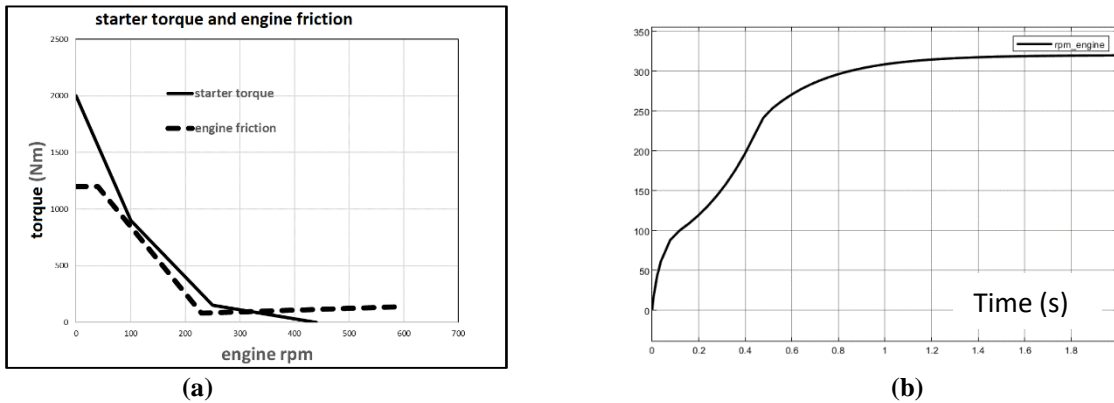 starter torque and engine friction
2500
2000
1500
1000
500
0
torque (Nm)
starter torque
engine friction
0 100 200 300 400 500 600 700
engine rpm
(a)
350
300
250
200
150
100
50
0
rpm_engine
Time (s)
0 0.2 0.4 0.6 0.8 1 1.2 1.4 1.6 1.8
(b)